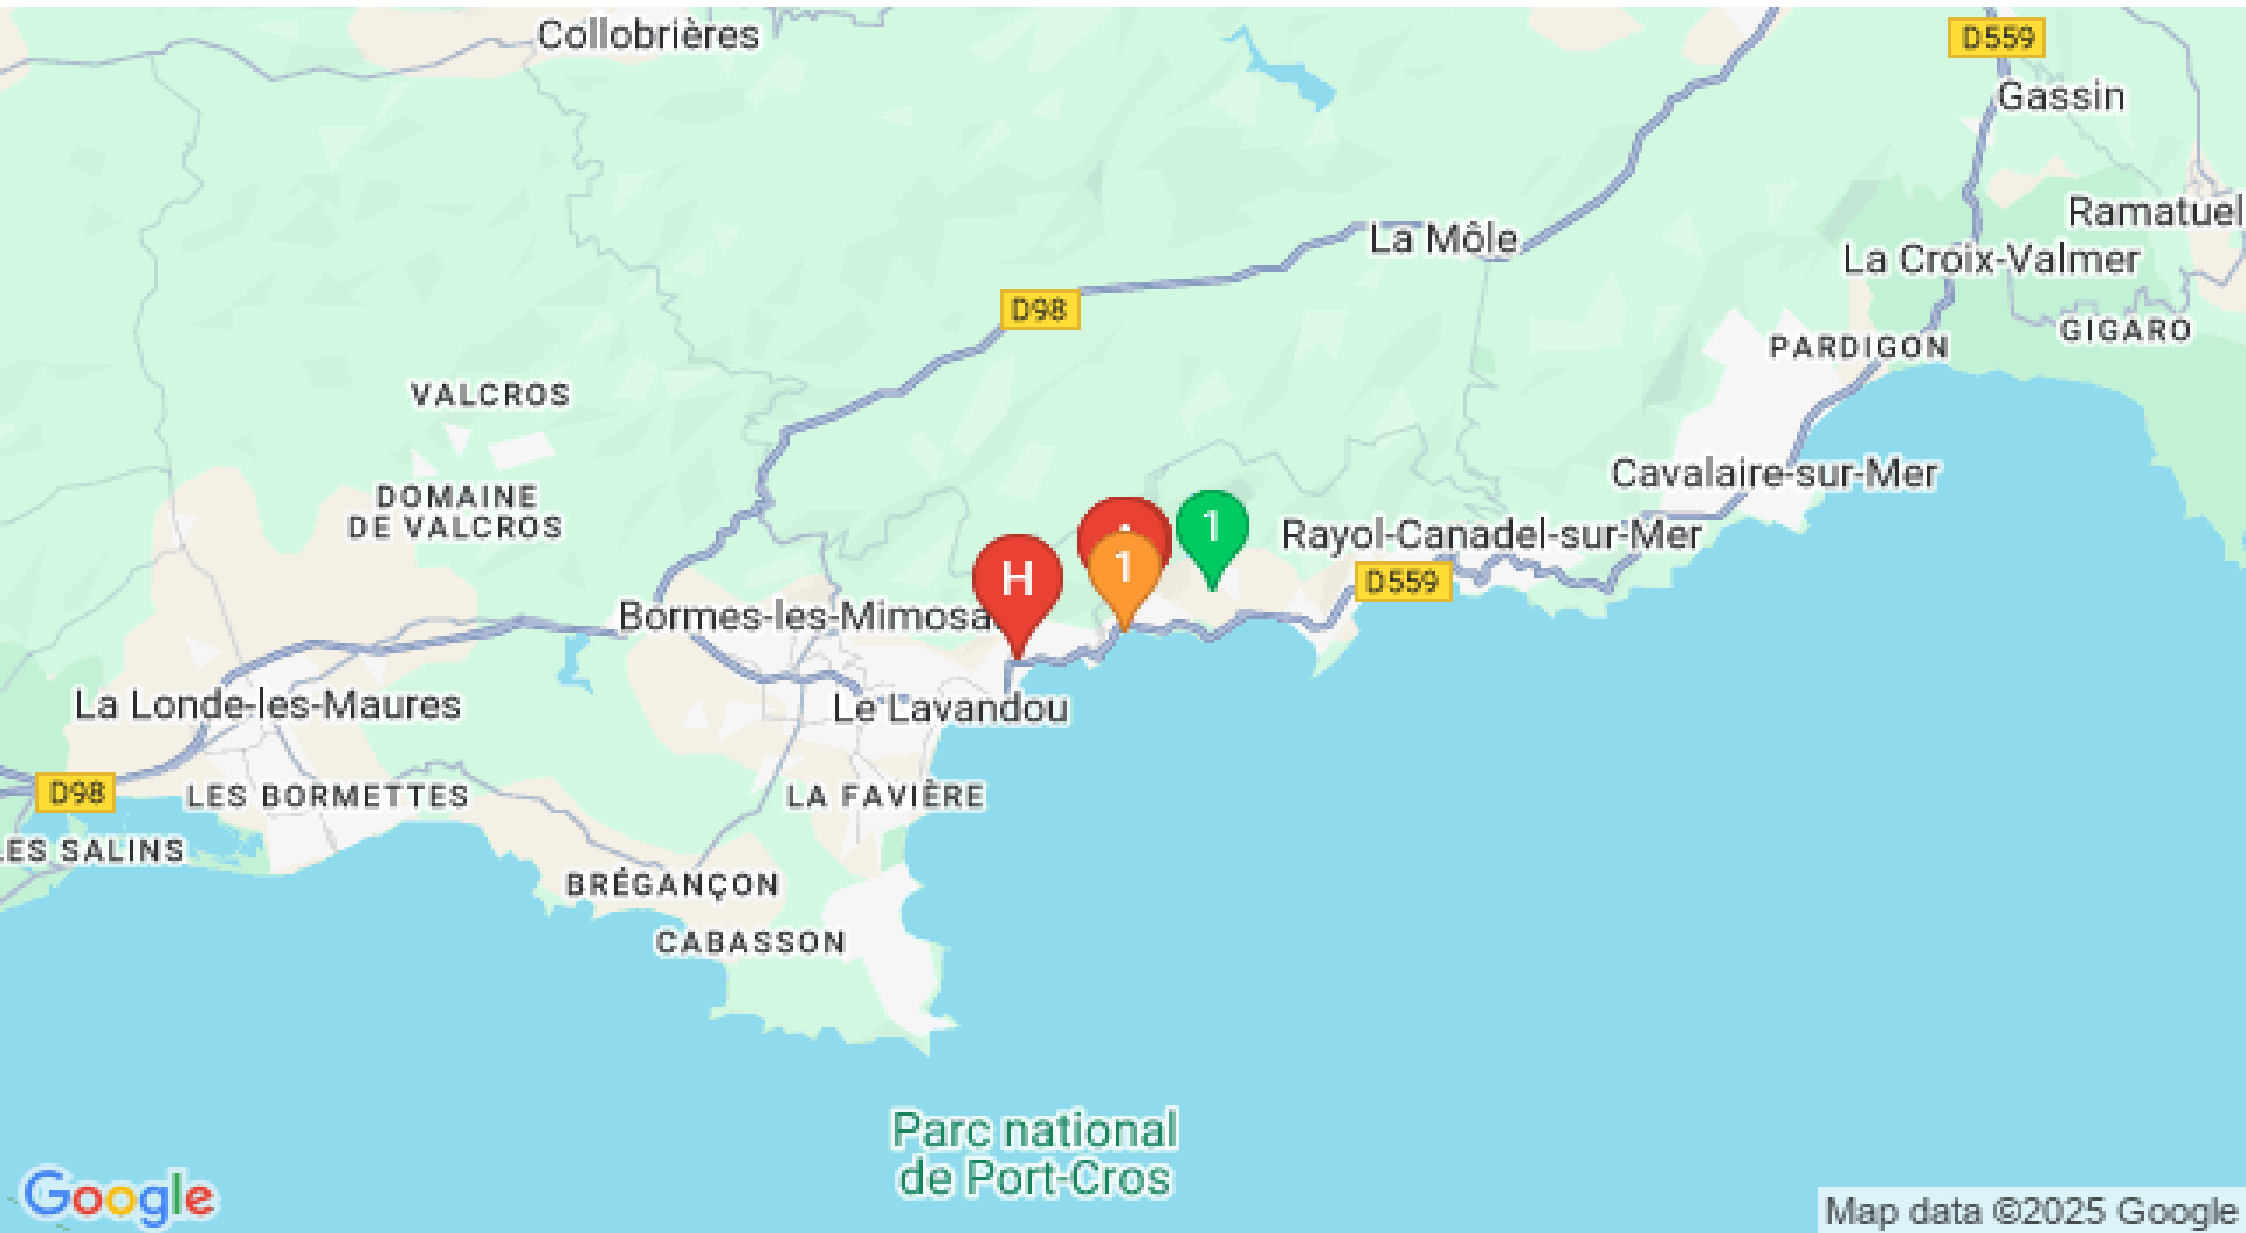 Collobrières
D559
Gassin
Ramatuel
La Môle
La Croix-Valmer
D98
GIGARO
PARDIGON
VALCROS
Cavalaire-sur-Mer
DOMAINE
DE VALCROS
1
Rayol-Canadel-sur-Mer
1
H
D559
Bormes-les-Mimosa
La Londe-les-Maures
Le Lavandou
D98
LES BORMETTES
LA FAVIÈRE
ES SALINS
BRÉGANÇON
CABASSON
Parc national
de Port-Cros
Google
Map data ©2025 Google